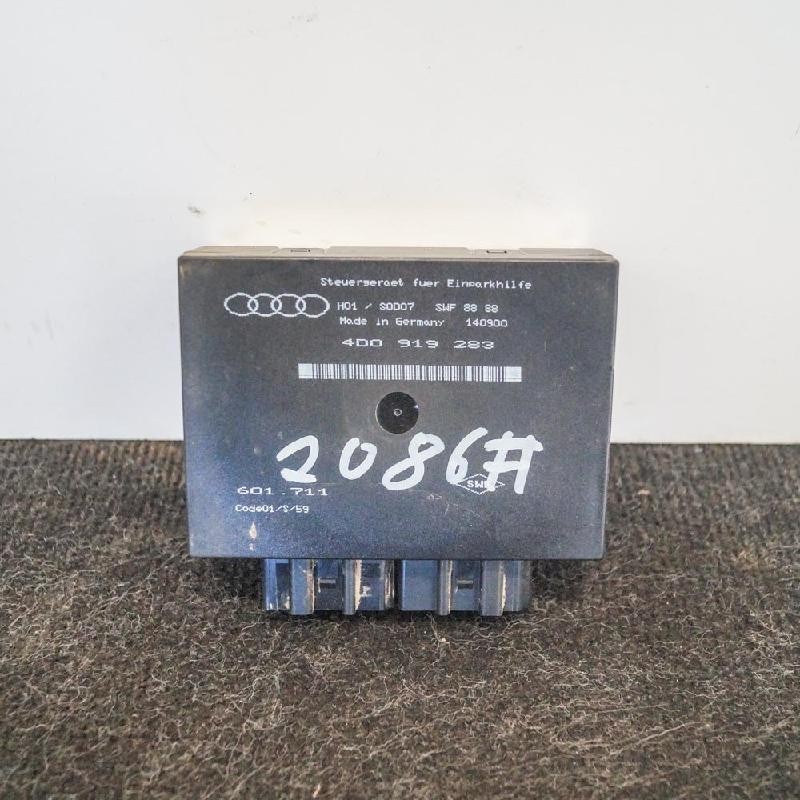 Steuergeraet fuer Einparkhilfe
H01 / S0D07 SWF 88 88
Made in Germany 140900
4D0 919 283
2086#
601.711
SWF
Code01/S/59